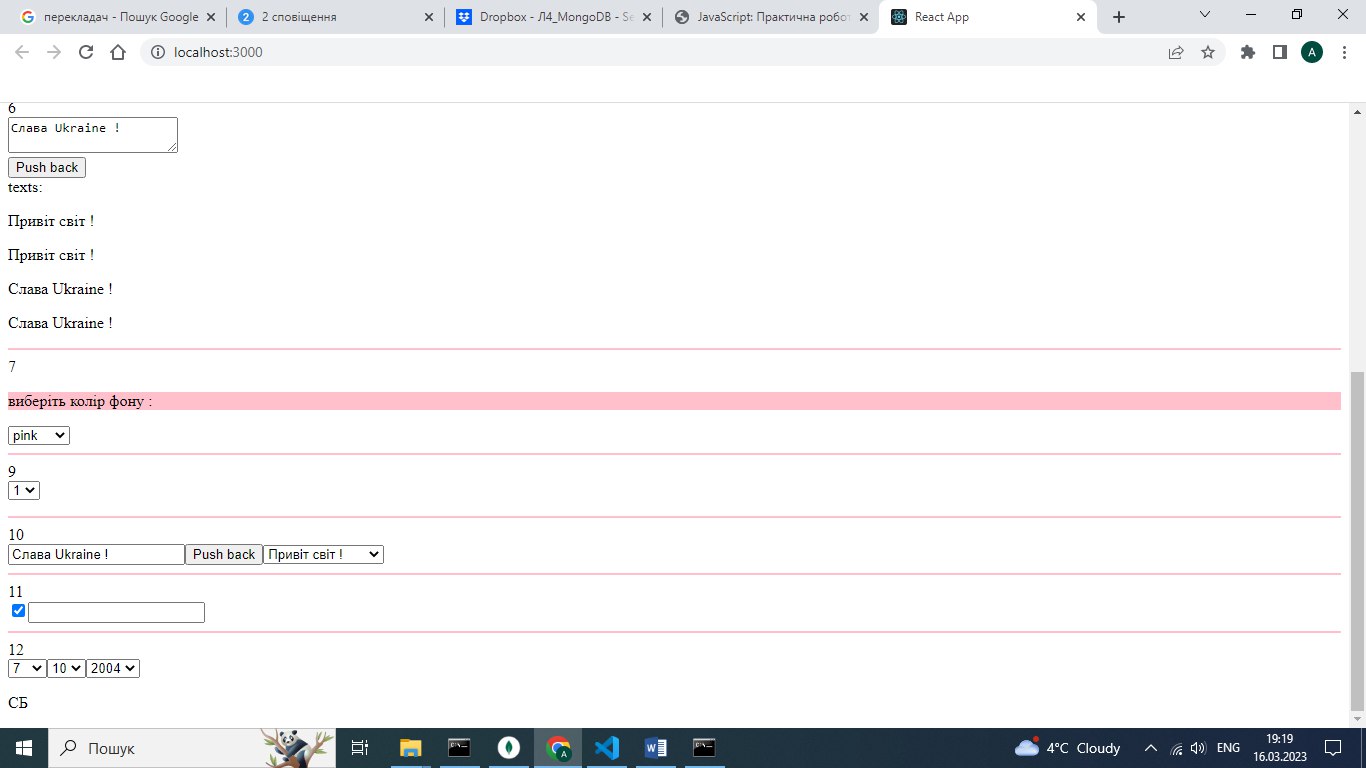 перекладач - Пошук Google
2 2 сповіщення
Dropbox - Л4_MongoDB - Se
JavaScript: Практична робот
React App
localhost:3000
A
6
Слава Ukraine !
Push back
texts:
Привіт світ !
Привіт світ !
Слава Ukraine !
Слава Ukraine !
7
виберіть колір фону :
pink
9
1
10
Слава Ukraine ! Push back Привіт світ !
11
12
7 10 2004
СБ
Пошук
4°C Cloudy
ENG
19:19
16.03.2023